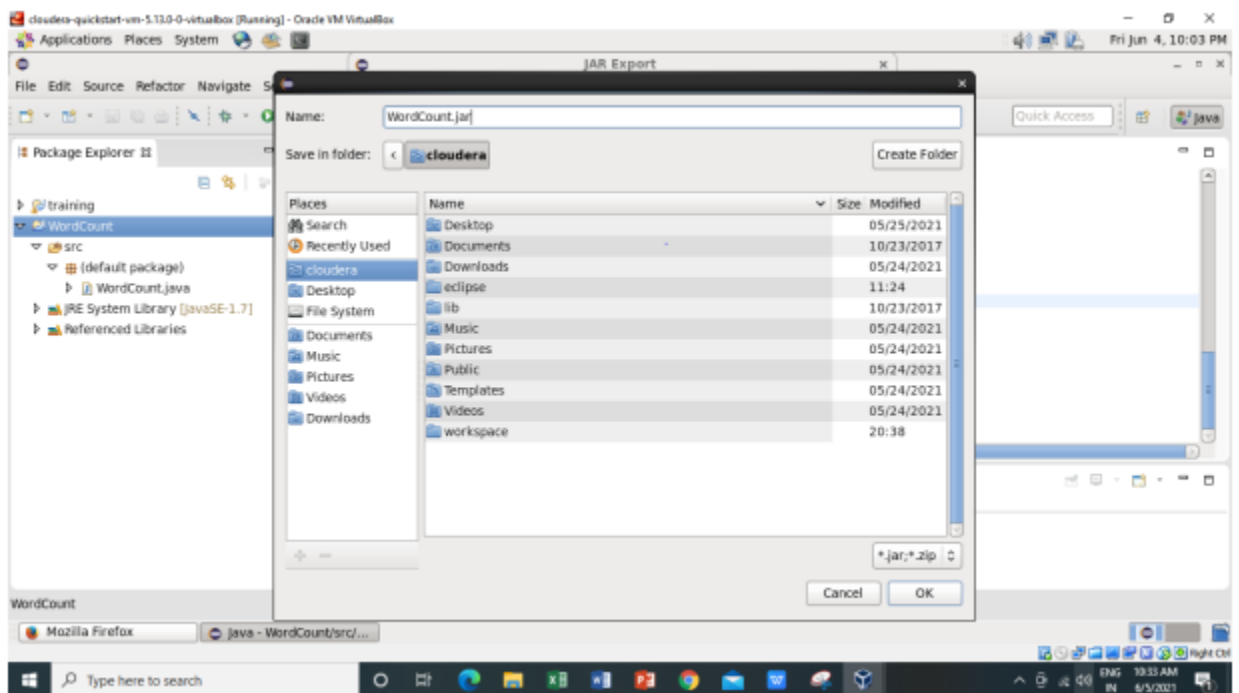 cloudera-quickstart-vm-5.13.0-0-virtualbox [Running] - Oracle VM VirtualBox
Applications Places System Fri Jun 4, 10:03 PM
JAR Export
File Edit Source Refactor Navigate S
Name: WordCount.jar
Quick Access Java
Package Explorer
Save in folder: cloudera Create Folder
training
WordCount
src
(default package)
WordCount.java
JRE System Library [JavaSE-1.7]
Referenced Libraries
Places
Search
Recently Used
cloudera
Desktop
File System
Documents
Music
Pictures
Videos
Downloads
Name Size Modified
Desktop 05/25/2021
Documents 10/23/2017
Downloads 05/24/2021
eclipse 11:24
lib 10/23/2017
Music 05/24/2021
Pictures 05/24/2021
Public 05/24/2021
Templates 05/24/2021
Videos 05/24/2021
workspace 20:38
*.jar;*.zip
Cancel OK
WordCount
Mozilla Firefox Java - WordCount/src/...
Right Ctrl
Type here to search
ENG 10:33 AM
IN 6/5/2021